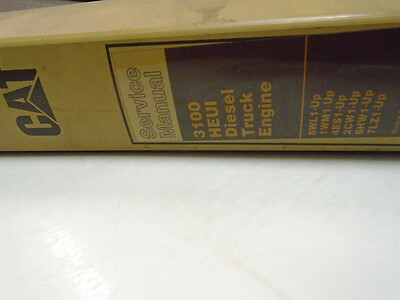 CAT
Service
Manual
3100
HEUI
Diesel
Truck
Engine
8WL1-Up
1WM1-Up
4ES1-Up
2CW1-Up
8HW1-Up
7LZ1-Up